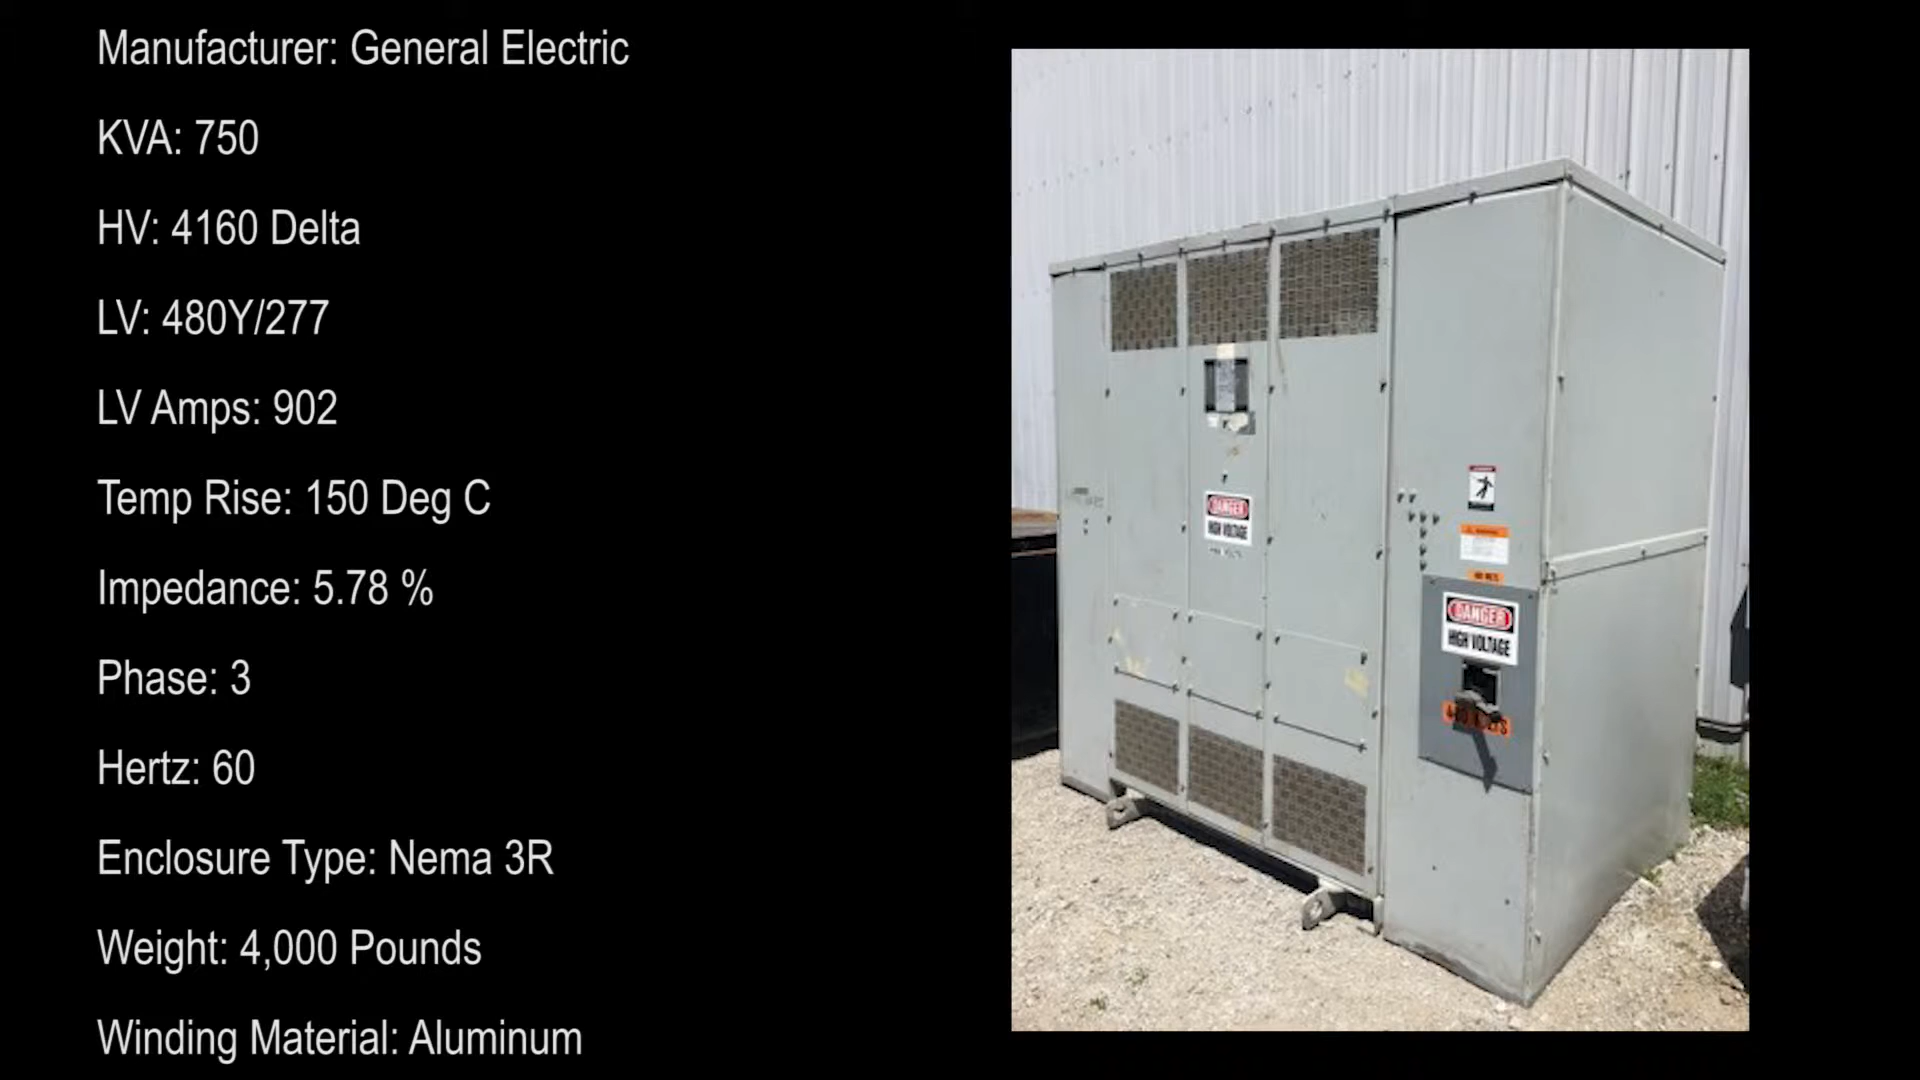 Manufacturer: General Electric
KVA: 750
HV: 4160 Delta
LV: 480Y/277
LV Amps: 902
Temp Rise: 150 Deg C
Impedance: 5.78 %
Phase: 3
Hertz: 60
Enclosure Type: Nema 3R
Weight: 4,000 Pounds
Winding Material: Aluminum
DANGER
HIGH VOLTAGE
DANGER
HIGH VOLTAGE